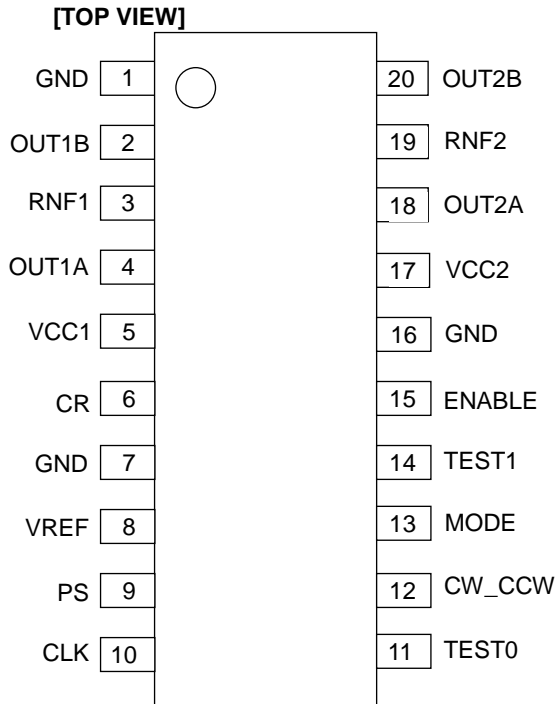 [TOP VIEW]
GND 1 20 OUT2B
OUT1B 2 19 RNF2
RNF1 3 18 OUT2A
OUT1A 4 17 VCC2
VCC1 5 16 GND
CR 6 15 ENABLE
GND 7 14 TEST1
VREF 8 13 MODE
PS 9 12 CW_CCW
CLK 10 11 TEST0